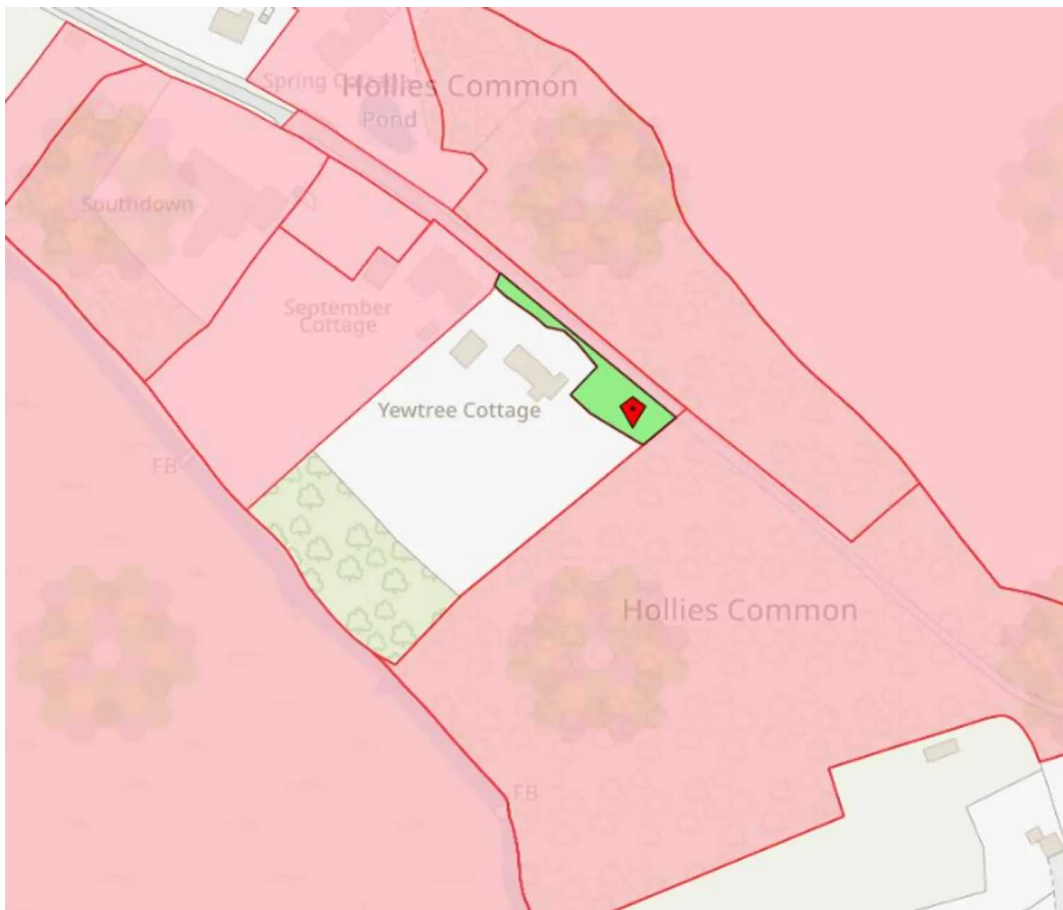 Spring Cottage
Hollies Common
Pond
Southdown
September
Cottage
Yewtree Cottage
FB
Hollies Common
FB